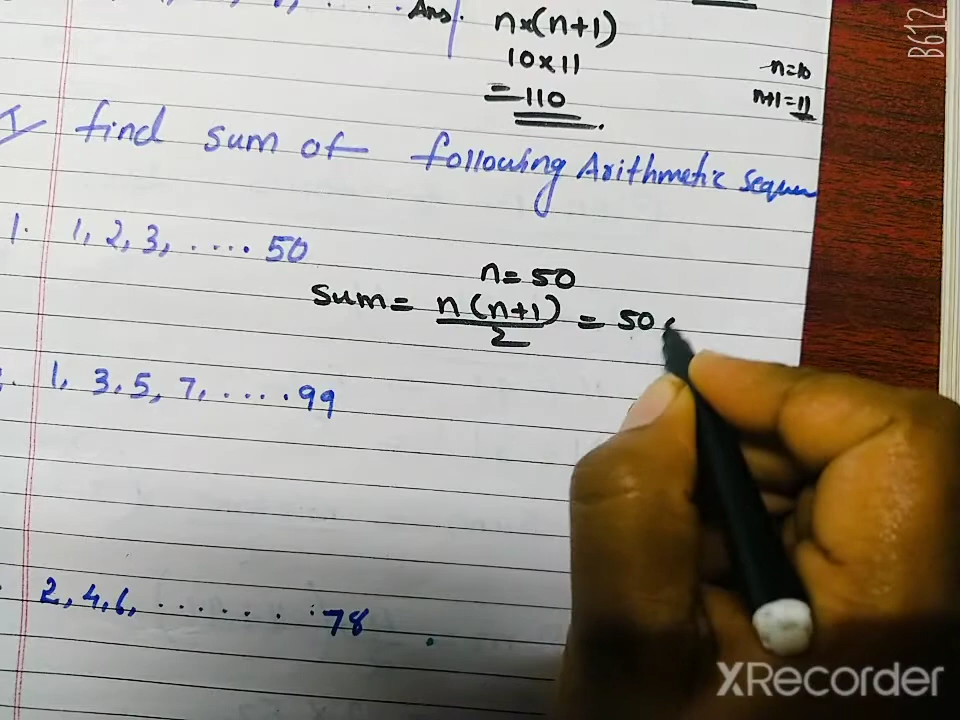 Ans:
n×(n+1)
10×11
=110
n=10
n+1=11
find sum of following Arithmetic
1. 1, 2, 3, .... 50
n=50
Sum= n(n+1)/2 = 50
1, 3, 5, 7, .....99
2, 4, 6, ....... 78
B612
XRecorder